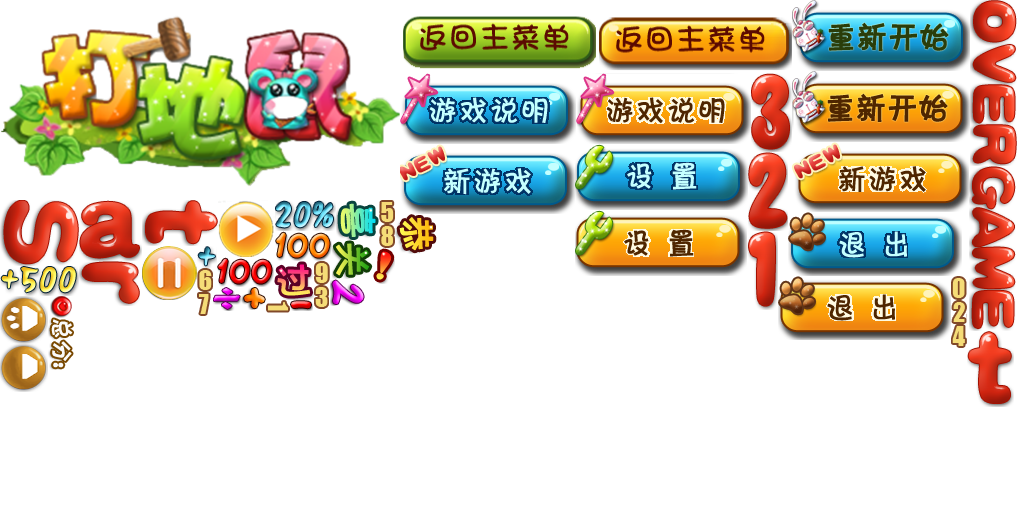 打地鼠
返回主菜单
返回主菜单
重新开始
游戏说明
游戏说明
重新开始
NEW
新游戏
设置
NEW
新游戏
设置
退出
退出
3
2
1
OVERGAME
t
S
a
r
t
+500
20%
100
+
100
6
7
÷
+
1
过
!
9
3
喜
关
2
!
5
8
恭
总分:
0
2
4